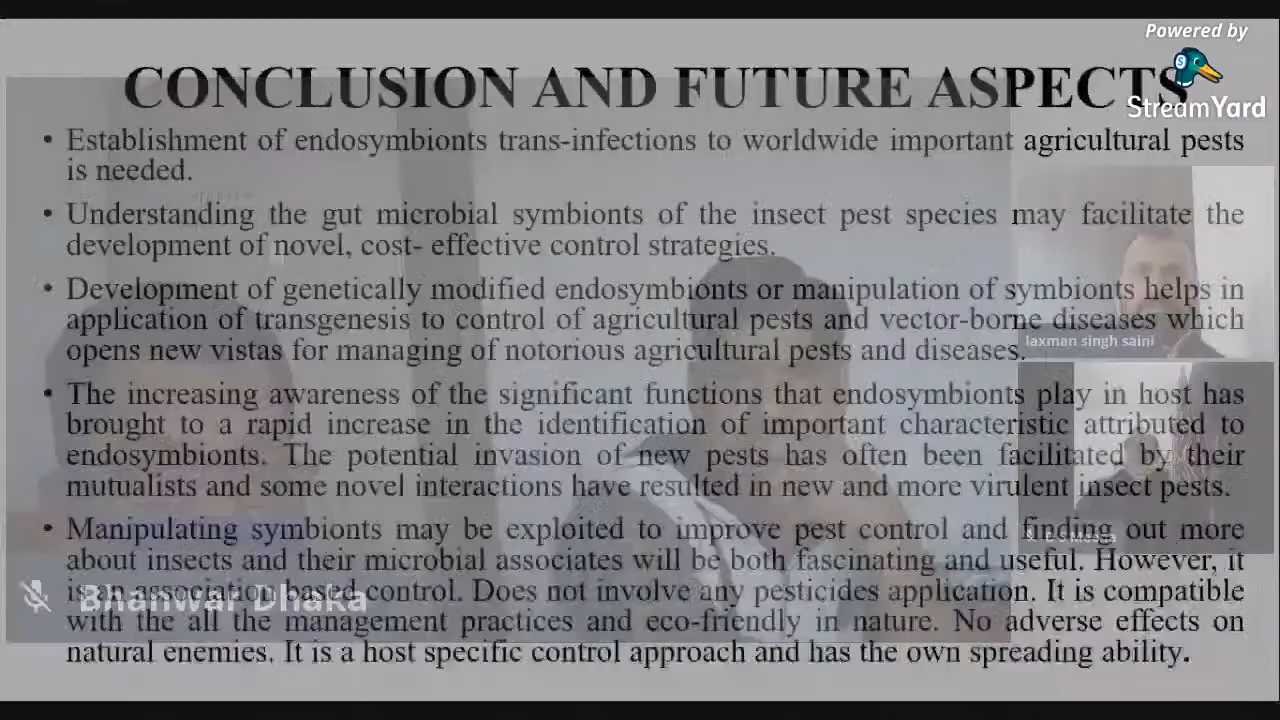 Powered by
StreamYard
CONCLUSION AND FUTURE ASPECTS
• Establishment of endosymbionts trans-infections to worldwide important agricultural pests
is needed.
• Understanding the gut microbial symbionts of the insect pest species may facilitate the
development of novel, cost- effective control strategies.
• Development of genetically modified endosymbionts or manipulation of symbionts helps in
application of transgenesis to control of agricultural pests and vector-borne diseases which
opens new vistas for managing of notorious agricultural pests and diseases.
laxman singh saini
• The increasing awareness of the significant functions that endosymbionts play in host has
brought to a rapid increase in the identification of important characteristic attributed to
endosymbionts. The potential invasion of new pests has often been facilitated by their
mutualists and some novel interactions have resulted in new and more virulent insect pests.
• Manipulating symbionts may be exploited to improve pest control and finding out more
about insects and their microbial associates will be both fascinating and useful. However, it
is an association based control. Does not involve any pesticides application. It is compatible
with the all the management practices and eco-friendly in nature. No adverse effects on
natural enemies. It is a host specific control approach and has the own spreading ability.
Bhanwar Dhaka